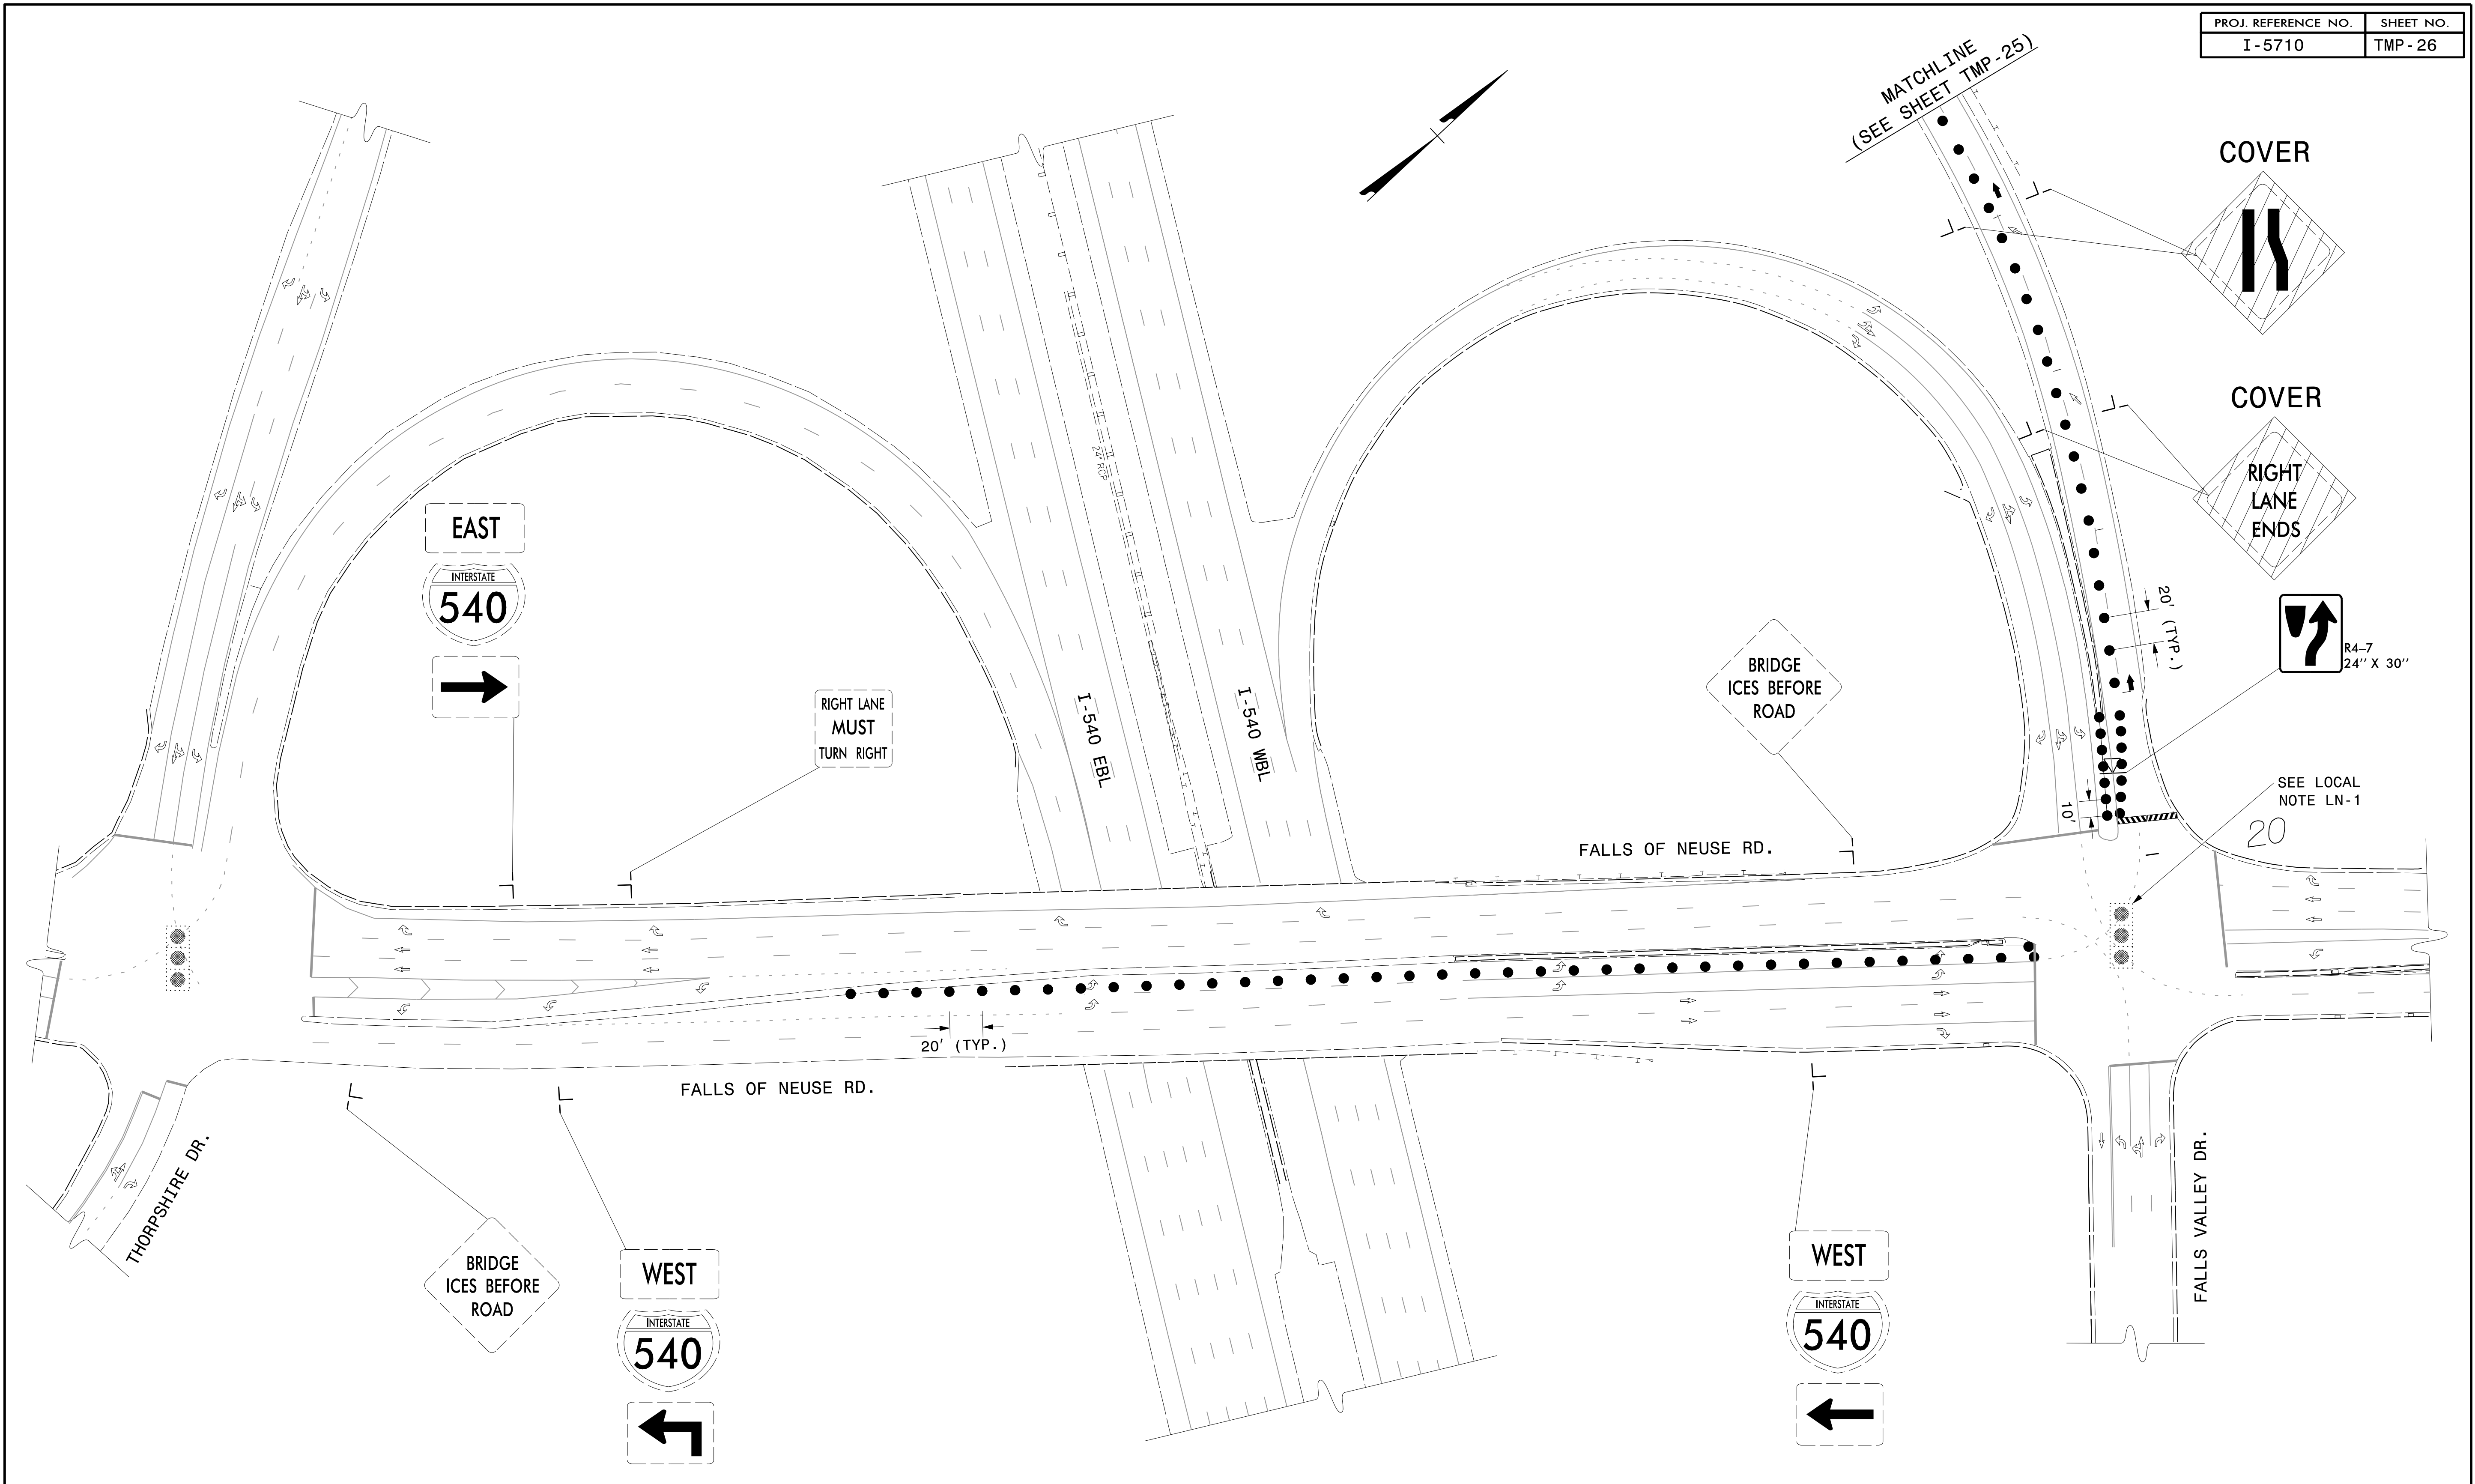 PROJ. REFERENCE NO.
SHEET NO.
I-5710
TMP-26
MATCHLINE
(SEE SHEET TMP-25)
COVER
COVER
RIGHT
LANE
ENDS
EAST
INTERSTATE
540
24" RCP
20' (TYP.)
R4-7
24'' X 30''
RIGHT LANE
MUST
TURN RIGHT
BRIDGE
ICES BEFORE
ROAD
I-540 EBL
I-540 WBL
SEE LOCAL
NOTE LN-1
10'
20
FALLS OF NEUSE RD.
20' (TYP.)
FALLS OF NEUSE RD.
THORPSHIRE DR.
FALLS VALLEY DR.
BRIDGE
ICES BEFORE
ROAD
WEST
INTERSTATE
540
WEST
INTERSTATE
540